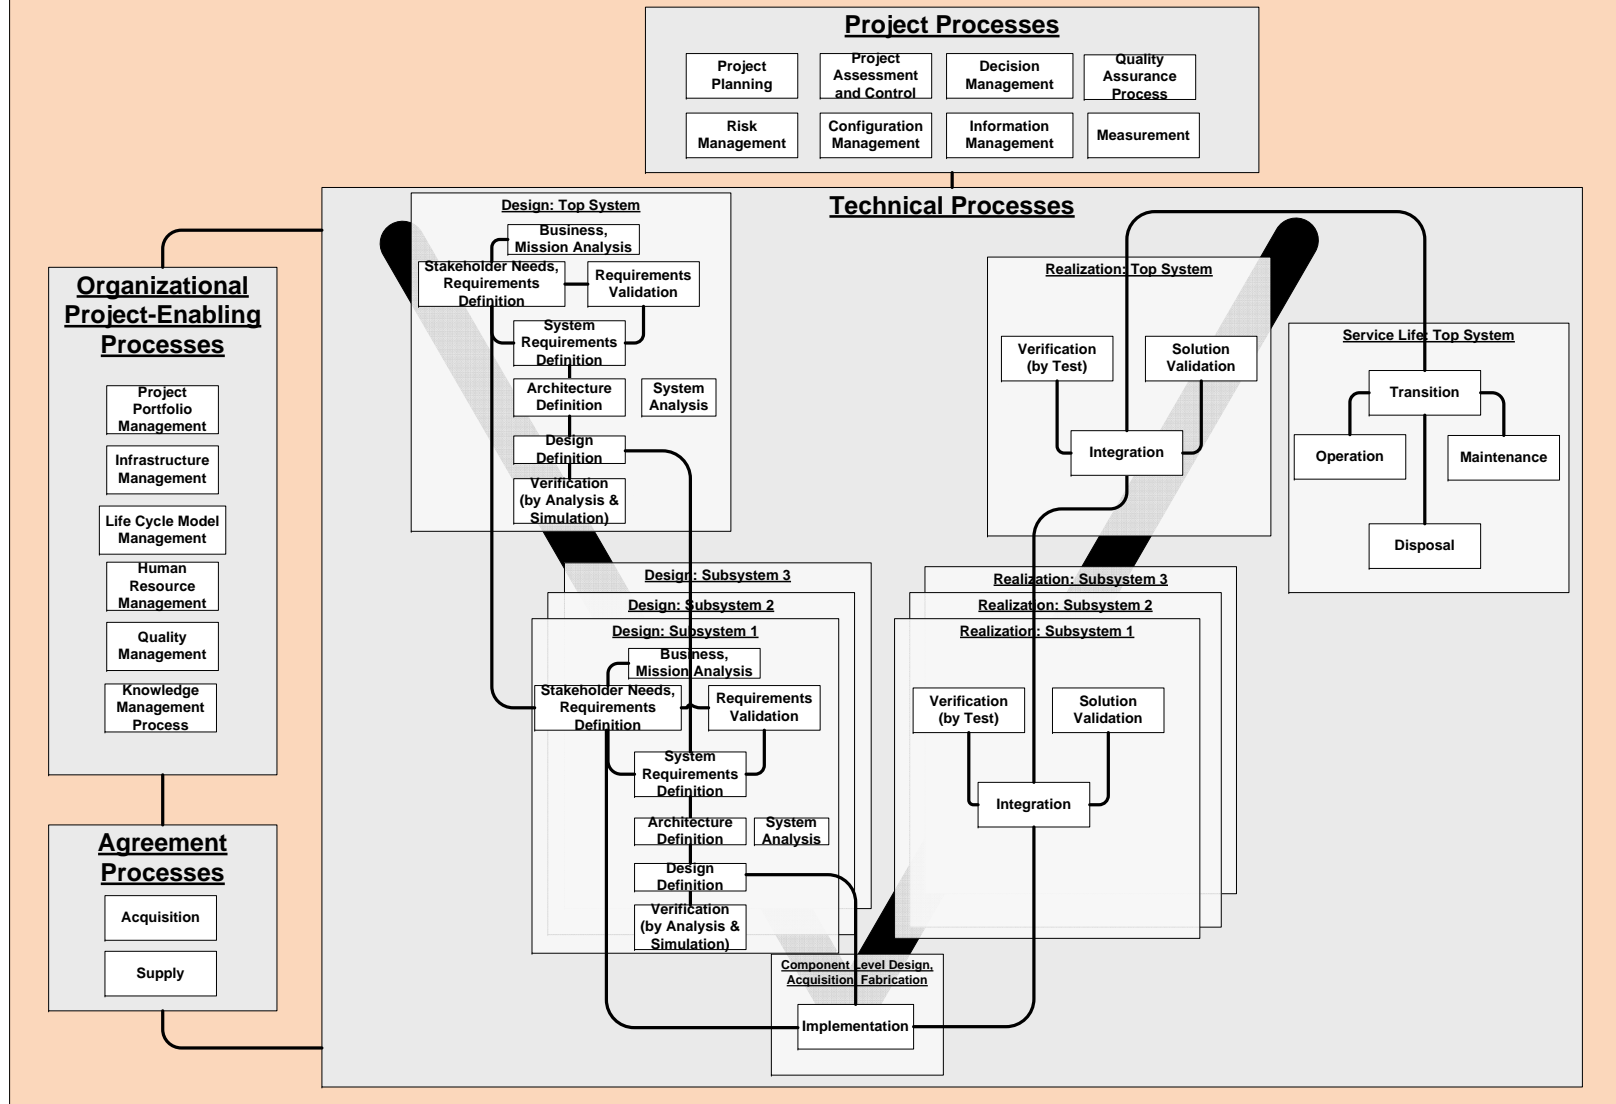 Project Processes
Project
Planning
Project
Assessment
and Control
Decision
Management
Quality
Assurance
Process
Risk
Management
Configuration
Management
Information
Management
Measurement
Technical Processes
Design: Top System
Business,
Mission Analysis
Stakeholder Needs,
Requirements
Definition
Requirements
Validation
System
Requirements
Definition
Architecture
Definition
System
Analysis
Design
Definition
Verification
(by Analysis &
Simulation)
Realization: Top System
Verification
(by Test)
Solution
Validation
Integration
Service Life: Top System
Transition
Operation
Maintenance
Disposal
Organizational
Project-Enabling
Processes
Project
Portfolio
Management
Infrastructure
Management
Life Cycle Model
Management
Human
Resource
Management
Quality
Management
Knowledge
Management
Process
Design: Subsystem 3
Design: Subsystem 2
Design: Subsystem 1
Business,
Mission Analysis
Stakeholder Needs,
Requirements
Definition
Requirements
Validation
System
Requirements
Definition
Architecture
Definition
System
Analysis
Design
Definition
Verification
(by Analysis &
Simulation)
Realization: Subsystem 3
Realization: Subsystem 2
Realization: Subsystem 1
Verification
(by Test)
Solution
Validation
Integration
Agreement
Processes
Acquisition
Supply
Component Level Design,
Acquisition, Fabrication
Implementation